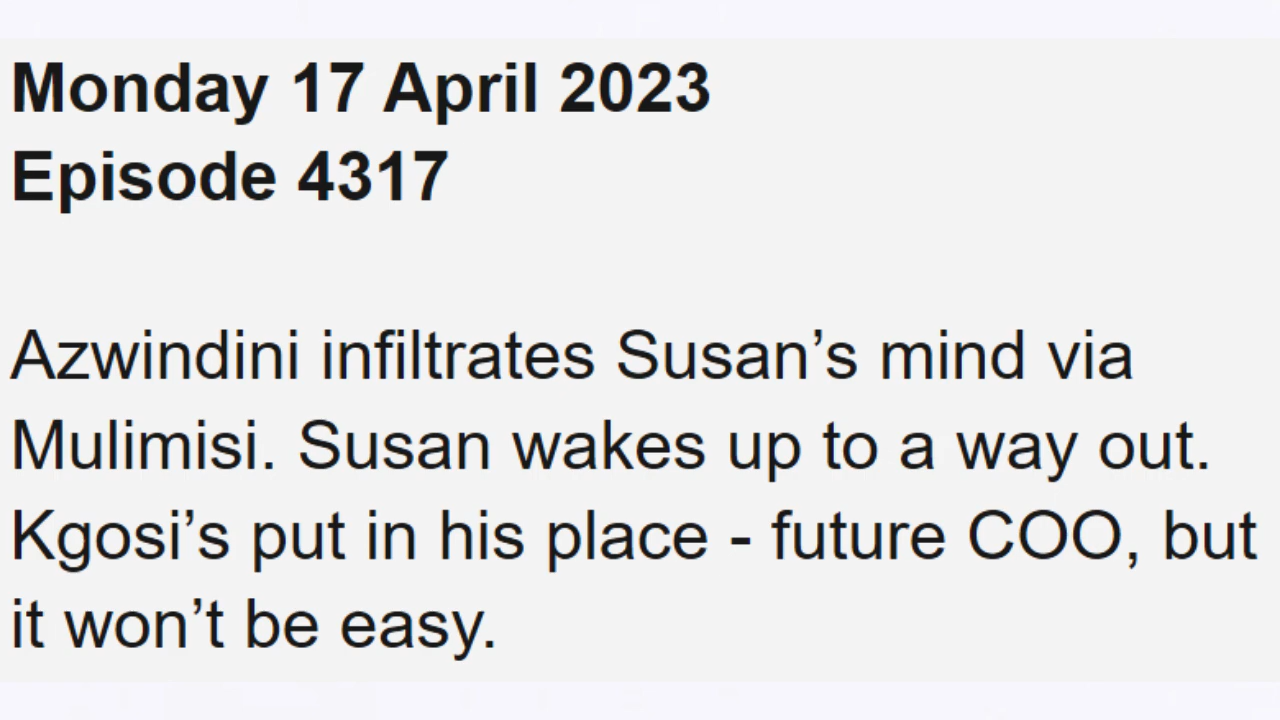 Monday 17 April 2023
Episode 4317
Azwindini infiltrates Susan’s mind via
Mulimisi. Susan wakes up to a way out.
Kgosi’s put in his place - future COO, but
it won’t be easy.